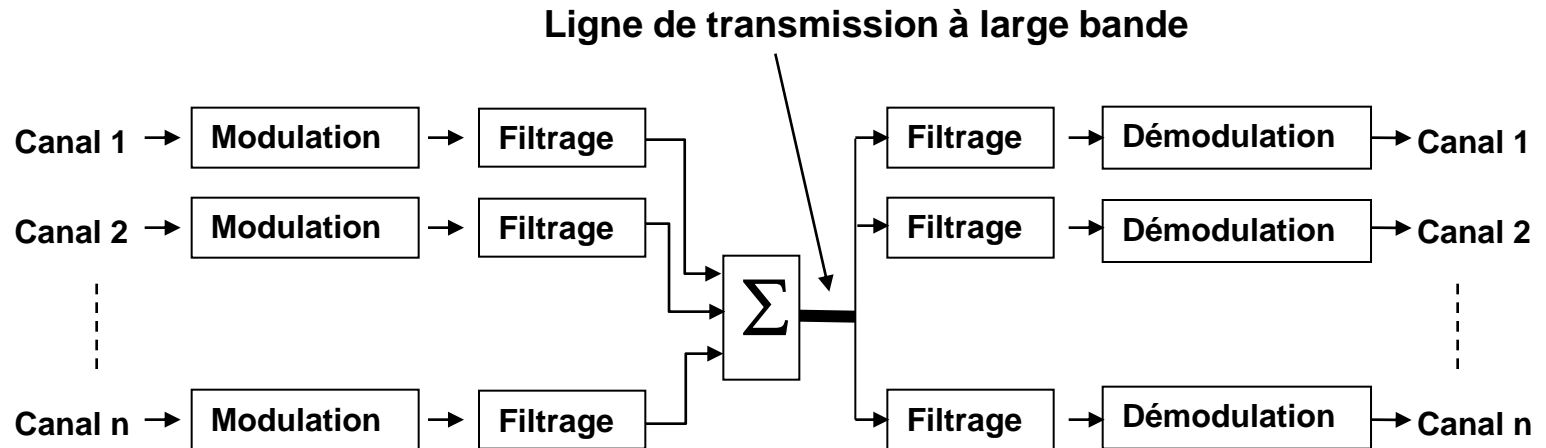 Ligne de transmission à large bande
Canal 1 Modulation Filtrage Filtrage Démodulation Canal 1
Canal 2 Modulation Filtrage Filtrage Démodulation Canal 2
Σ
Canal n Modulation Filtrage Filtrage Démodulation Canal n